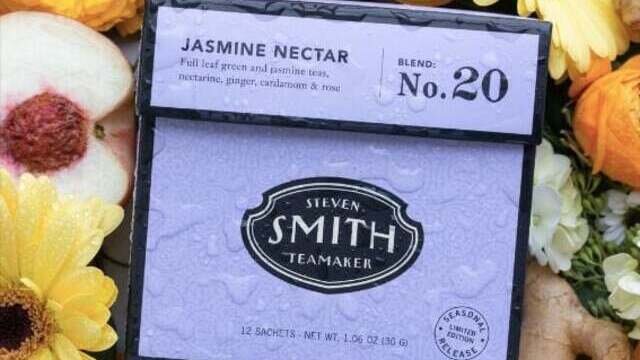 JASMINE NECTAR
Full leaf green and jasmine teas,
nectarine, ginger, cardamom & rose
BLEND:
No.20
STEVEN
SMITH
TEAMAKER
12 SACHETS - NET WT. 1.06 OZ (30 G)
SEASONAL
LIMITED
EDITION
RELEASE